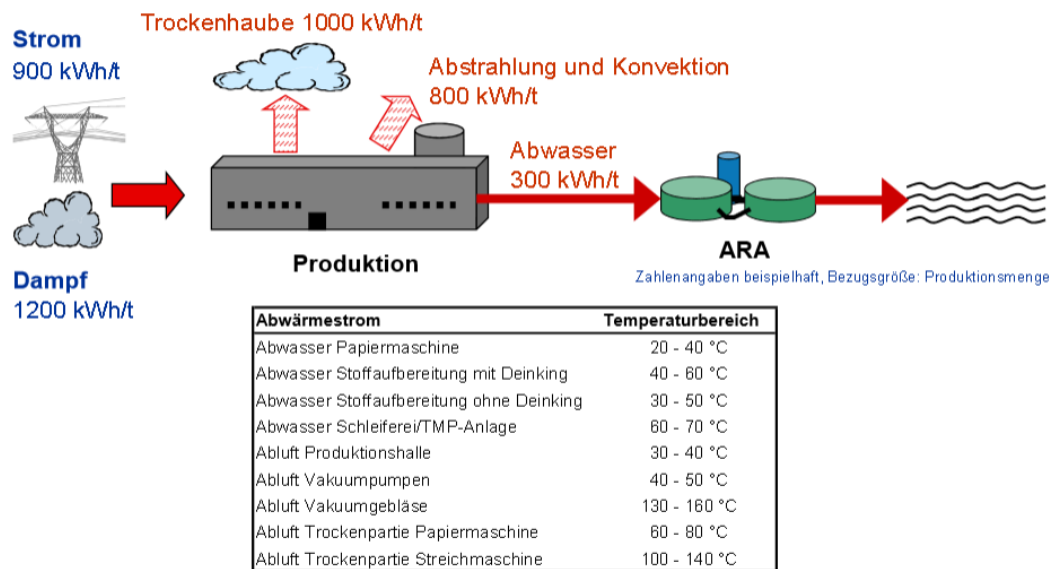 Trockenhaube 1000 kWh/t
Strom
900 kWh/t
Abstrahlung und Konvektion
800 kWh/t
Abwasser
300 kWh/t
Produktion
ARA
Dampf
1200 kWh/t
Zahlenangaben beispielhaft, Bezugsgröße: Produktionsmenge
Abwärmestrom Temperaturbereich
Abwasser Papiermaschine 20 - 40 °C
Abwasser Stoffaufbereitung mit Deinking 40 - 60 °C
Abwasser Stoffaufbereitung ohne Deinking 30 - 50 °C
Abwasser Schleiferei/TMP-Anlage 60 - 70 °C
Abluft Produktionshalle 30 - 40 °C
Abluft Vakuumpumpen 40 - 50 °C
Abluft Vakuumgebläse 130 - 160 °C
Abluft Trockenpartie Papiermaschine 60 - 80 °C
Abluft Trockenpartie Streichmaschine 100 - 140 °C